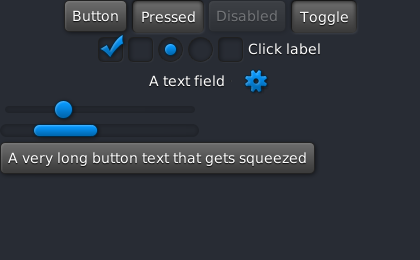 Button Pressed Disabled Toggle
Click label
A text field
A very long button text that gets squeezed